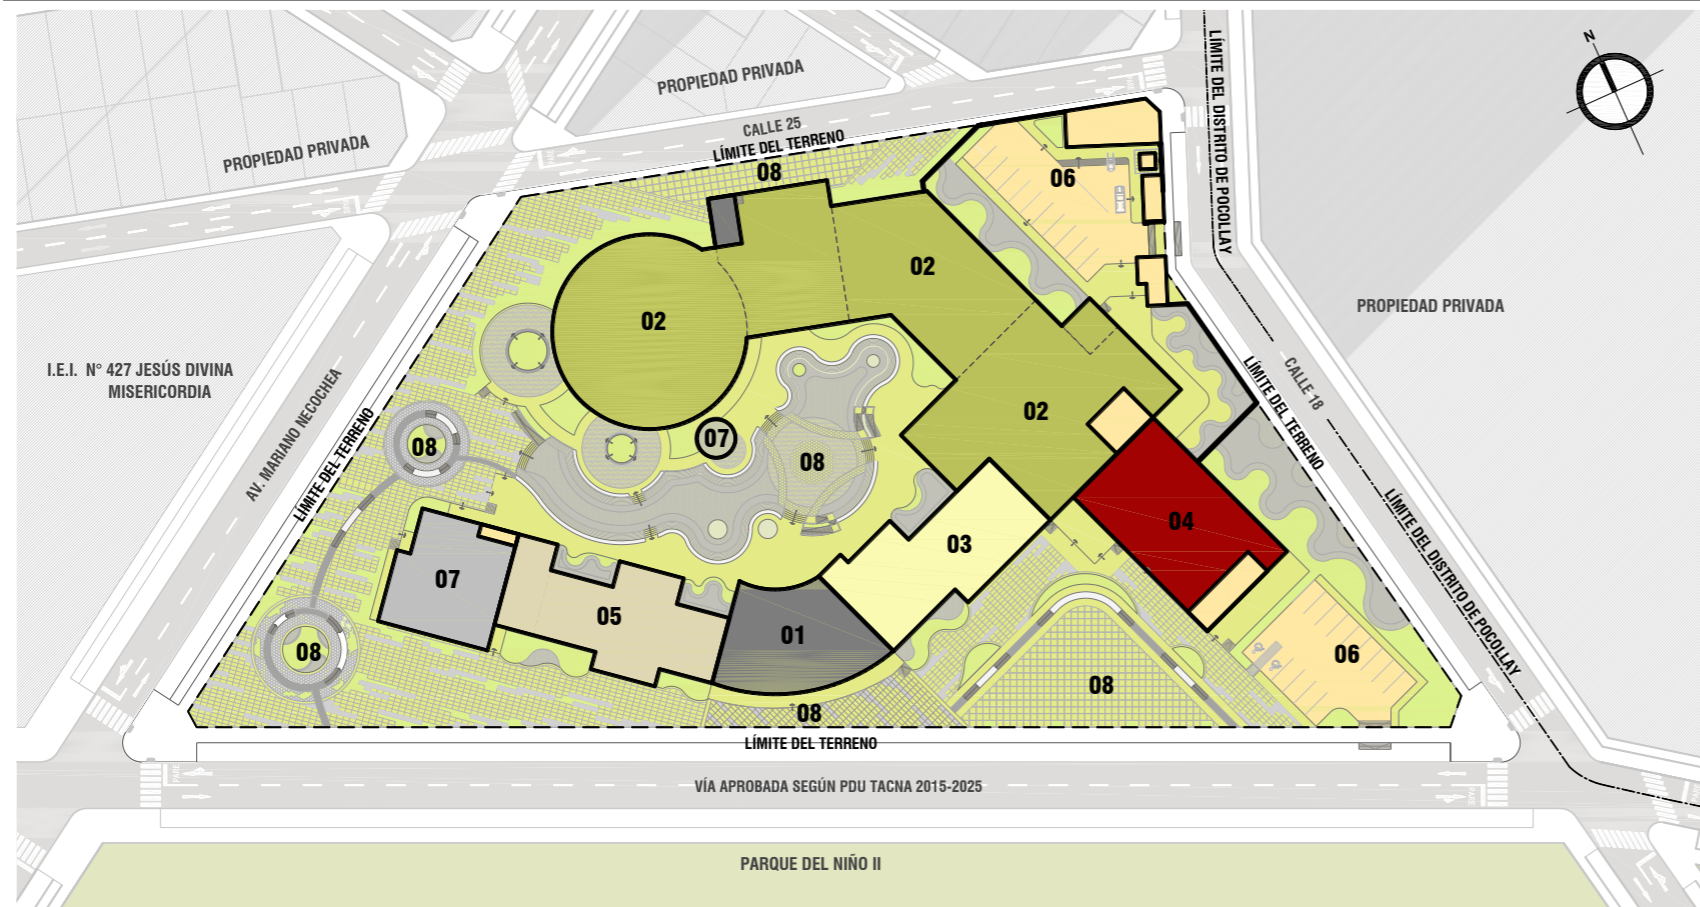 N
PROPIEDAD PRIVADA
CALLE 25
LÍMITE DEL TERRENO
PROPIEDAD PRIVADA
08
06
LÍMITE DEL DISTRITO DE POCOLLAY
02
02
PROPIEDAD PRIVADA
I.E.I. N° 427 JESÚS DIVINA
MISERICORDIA
AV. MARIANO NECOCHEA
LÍMITE DEL TERRENO
CALLE 18
LÍMITE DEL TERRENO
02
08
07
08
04
03
LÍMITE DEL DISTRITO DE POCOLLAY
07
05
01
08
06
08
08
LÍMITE DEL TERRENO
PARE
VÍA APROBADA SEGÚN PDU TACNA 2015-2025
PARE
PARQUE DEL NIÑO II